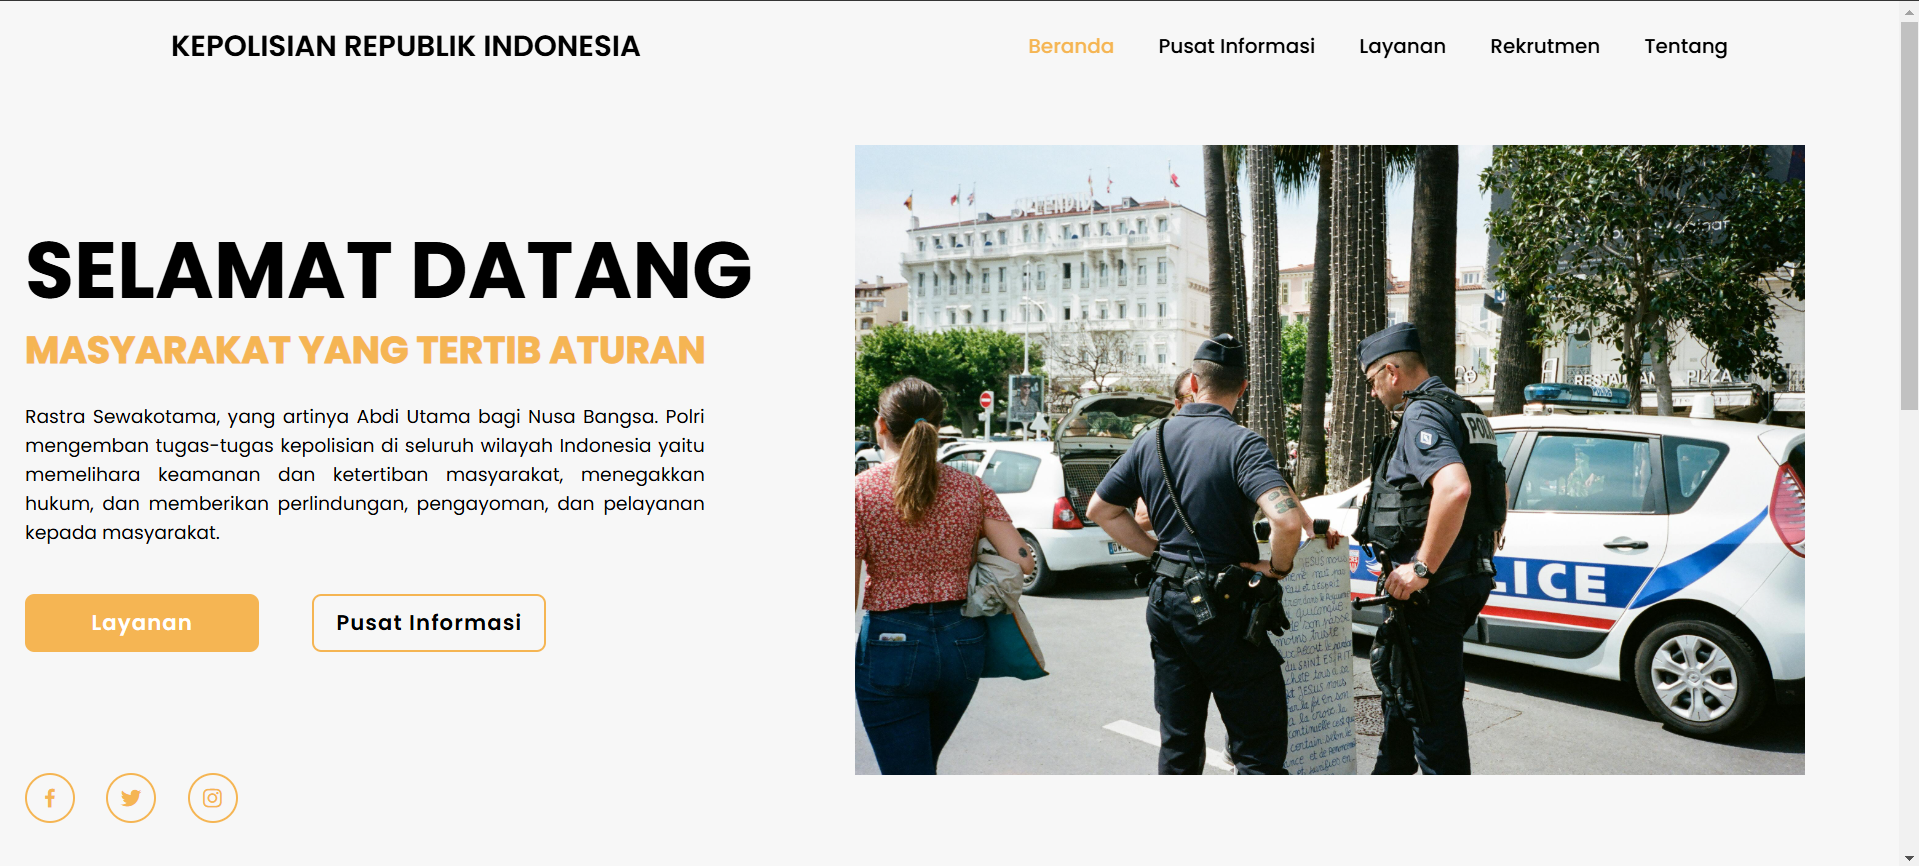 KEPOLISIAN REPUBLIK INDONESIA
Beranda
Pusat Informasi
Layanan
Rekrutmen
Tentang
SELAMAT DATANG
MASYARAKAT YANG TERTIB ATURAN
Rastra Sewakotama, yang artinya Abdi Utama bagi Nusa Bangsa. Polri
mengemban tugas-tugas kepolisian di seluruh wilayah Indonesia yaitu
memelihara keamanan dan ketertiban masyarakat, menegakkan
hukum, dan memberikan perlindungan, pengayoman, dan pelayanan
kepada masyarakat.
Layanan
Pusat Informasi
SPLENDID
PIZZA